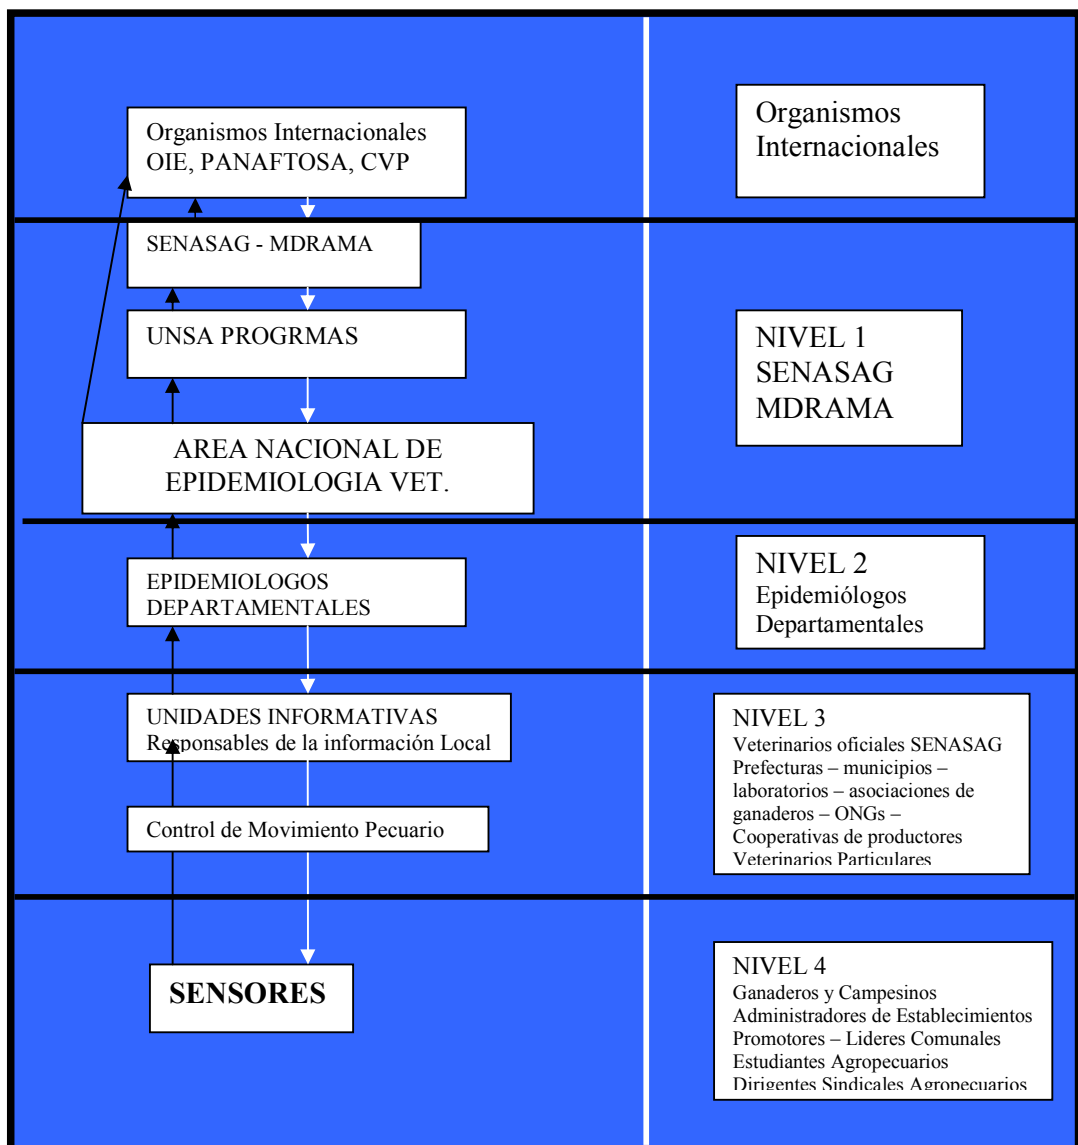 Organismos Internacionales
OIE, PANAFTOSA, CVP
Organismos
Internacionales
SENASAG - MDRAMA
UNSA PROGRMAS
AREA NACIONAL DE
EPIDEMIOLOGIA VET.
NIVEL 1
SENASAG
MDRAMA
EPIDEMIOLOGOS
DEPARTAMENTALES
NIVEL 2
Epidemiólogos
Departamentales
UNIDADES INFORMATIVAS
Responsables de la información Local
Control de Movimiento Pecuario
NIVEL 3
Veterinarios oficiales SENASAG
Prefecturas – municipios –
laboratorios – asociaciones de
ganaderos – ONGs –
Cooperativas de productores
Veterinarios Particulares
SENSORES
NIVEL 4
Ganaderos y Campesinos
Administradores de Establecimientos
Promotores – Lideres Comunales
Estudiantes Agropecuarios
Dirigentes Sindicales Agropecuarios